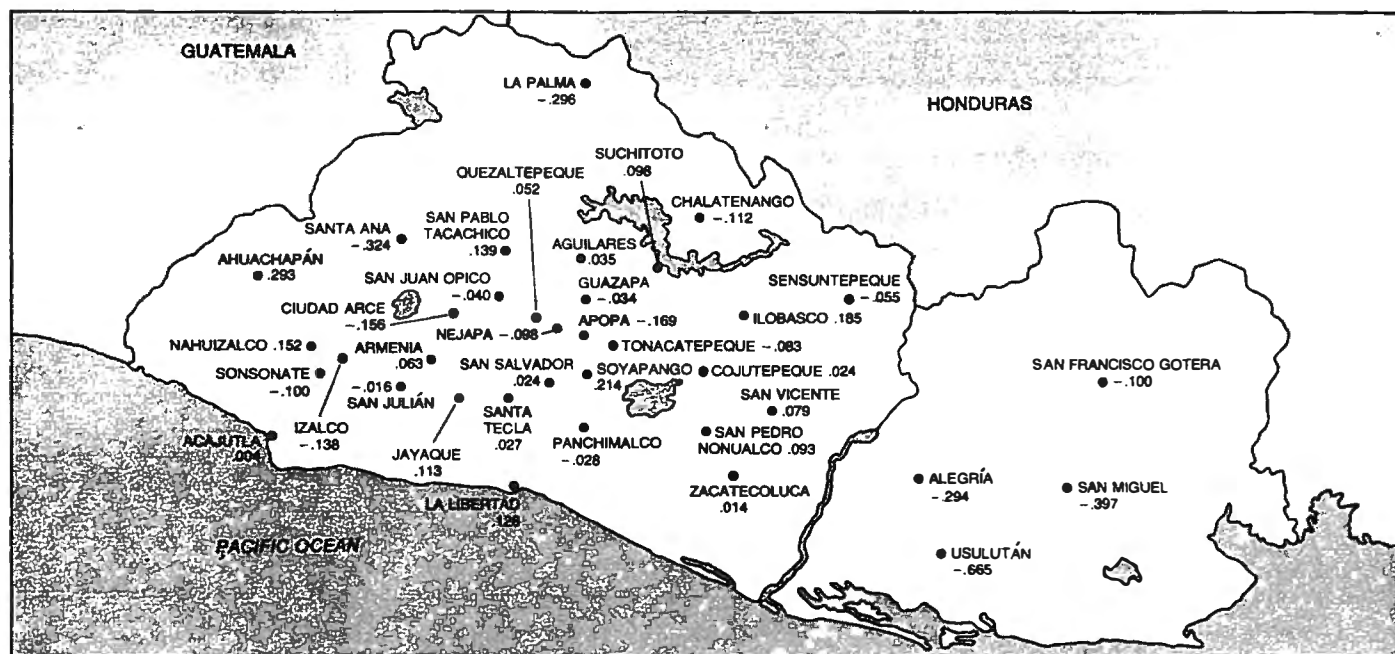 GUATEMALA
HONDURAS
LA PALMA
–.296
SUCHITOTO
.098
QUEZALTEPEQUE
.052
CHALATENANGO
–.112
SANTA ANA
–.324
SAN PABLO
TACACHICO
.139
AGUILARES
.035
AHUACHAPÁN
.293
SAN JUAN OPICO
–.040
GUAZAPA
–.034
SENSUNTEPEQUE
–.055
CIUDAD ARCE
–.156
NEJAPA –.098
APOPA –.169
ILOBASCO .185
NAHUIZALCO .152
ARMENIA
.063
TONACATEPEQUE –.083
SONSONATE
–.100
–.016
SAN JULIÁN
SAN SALVADOR
.024
SOYAPANGO
.214
COJUTEPEQUE .024
SAN FRANCISCO GOTERA
–.100
SAN VICENTE
.079
IZALCO
–.138
ACAJUTLA
.004
JAYAQUE
.113
SANTA
TECLA
.027
PANCHIMALCO
–.028
SAN PEDRO
NONUALCO .093
LA LIBERTAD
.126
ZACATECOLUCA
.014
ALEGRÍA
–.294
SAN MIGUEL
–.397
PACIFIC OCEAN
USULUTÁN
–.665